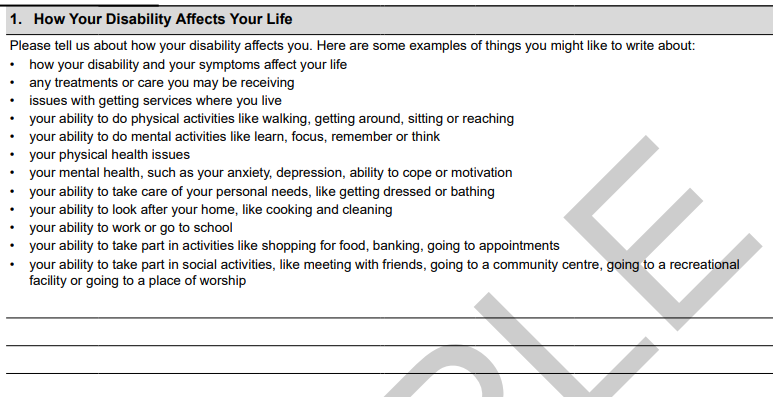 1. How Your Disability Affects Your Life
Please tell us about how your disability affects you. Here are some examples of things you might like to write about:
• how your disability and your symptoms affect your life
• any treatments or care you may be receiving
• issues with getting services where you live
• your ability to do physical activities like walking, getting around, sitting or reaching
• your ability to do mental activities like learn, focus, remember or think
• your physical health issues
• your mental health, such as your anxiety, depression, ability to cope or motivation
• your ability to take care of your personal needs, like getting dressed or bathing
• your ability to look after your home, like cooking and cleaning
• your ability to work or go to school
• your ability to take part in activities like shopping for food, banking, going to appointments
• your ability to take part in social activities, like meeting with friends, going to a community centre, going to a recreational
facility or going to a place of worship
PLE